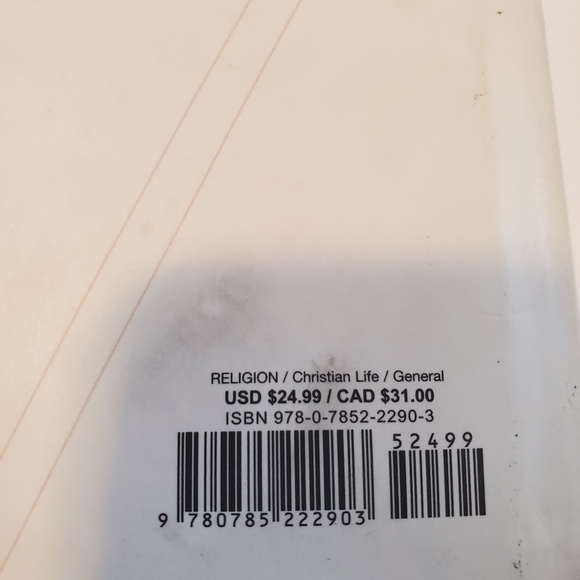 RELIGION / Christian Life / General
USD $24.99 / CAD $31.00
ISBN 978-0-7852-2290-3
52499
9 780785 222903